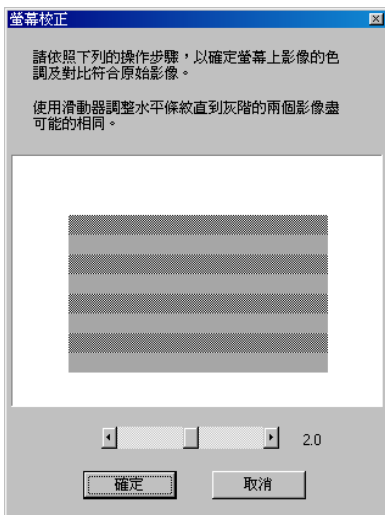 螢幕校正
請依照下列的操作步驟，以確定螢幕上影像的色
調及對比符合原始影像。
使用滑動器調整水平條紋直到灰階的兩個影像盡
可能的相同。
2.0
確定
取消